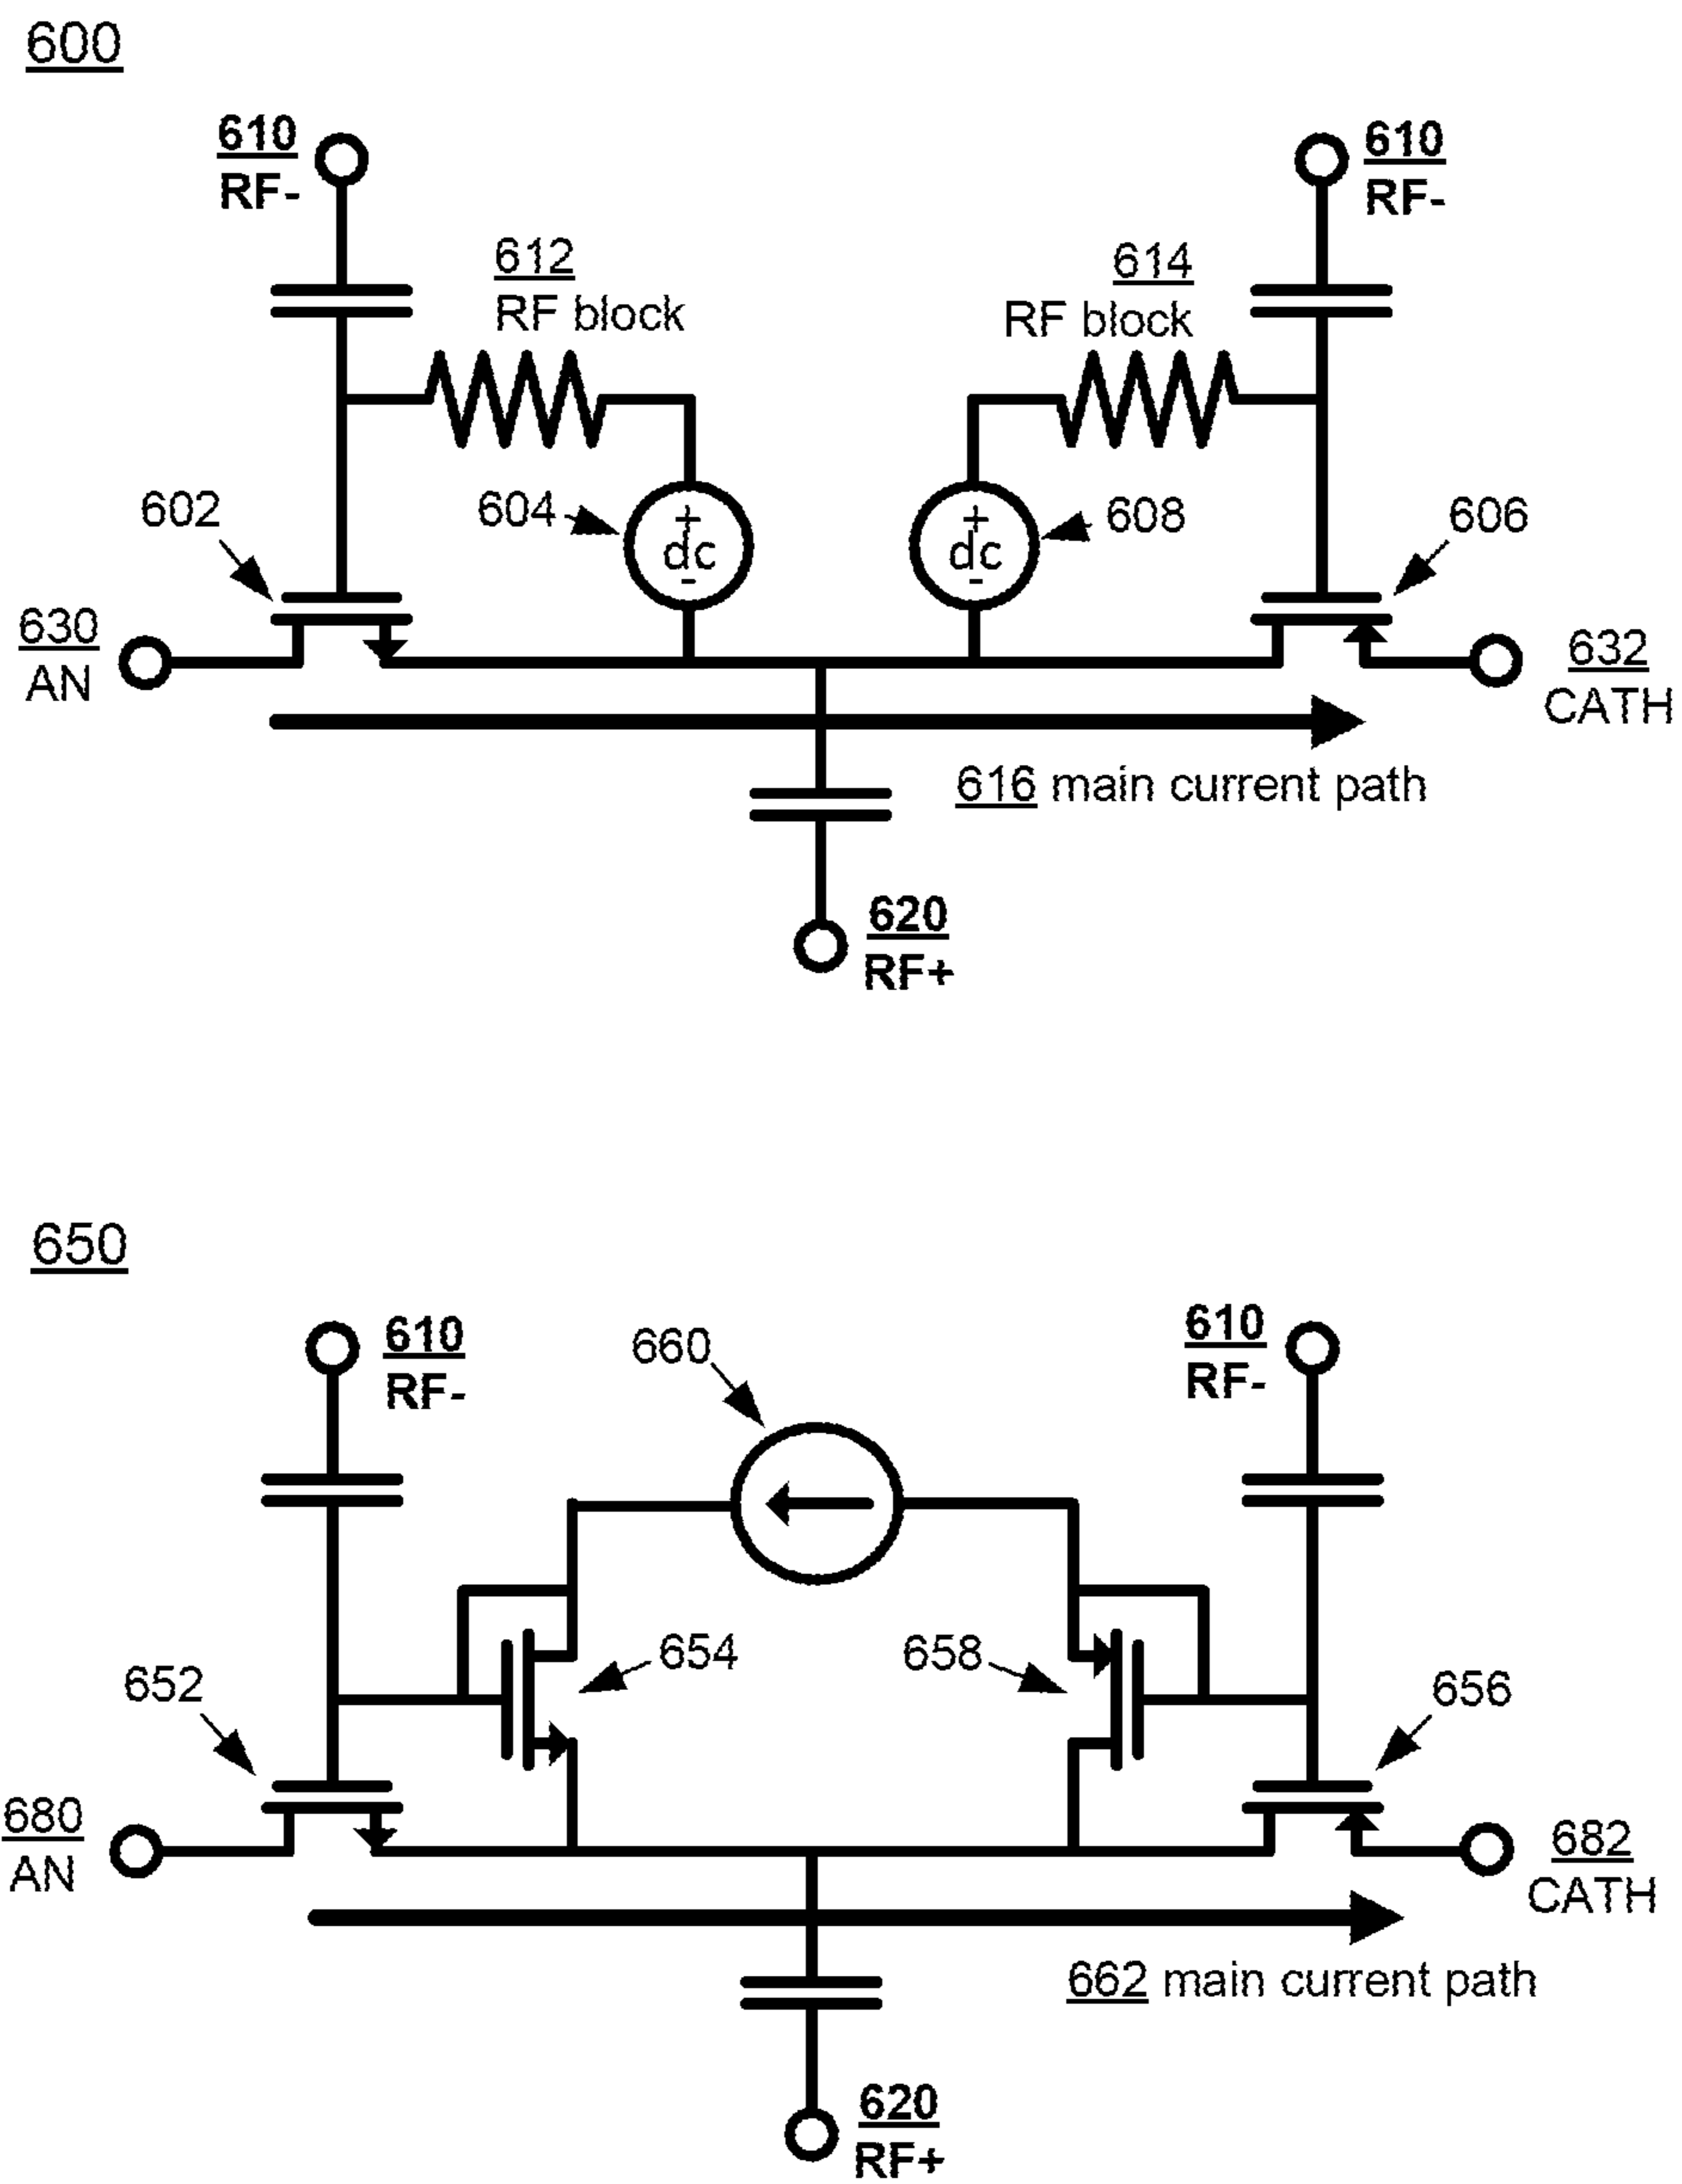 600
610
RF-
610
RF-
612
RF block
614
RF block
602
604
+
dc
-
+
dc
-
608
606
630
AN
632
CATH
616 main current path
620
RF+
650
610
RF-
660
610
RF-
652
654
658
656
680
AN
682
CATH
662 main current path
620
RF+